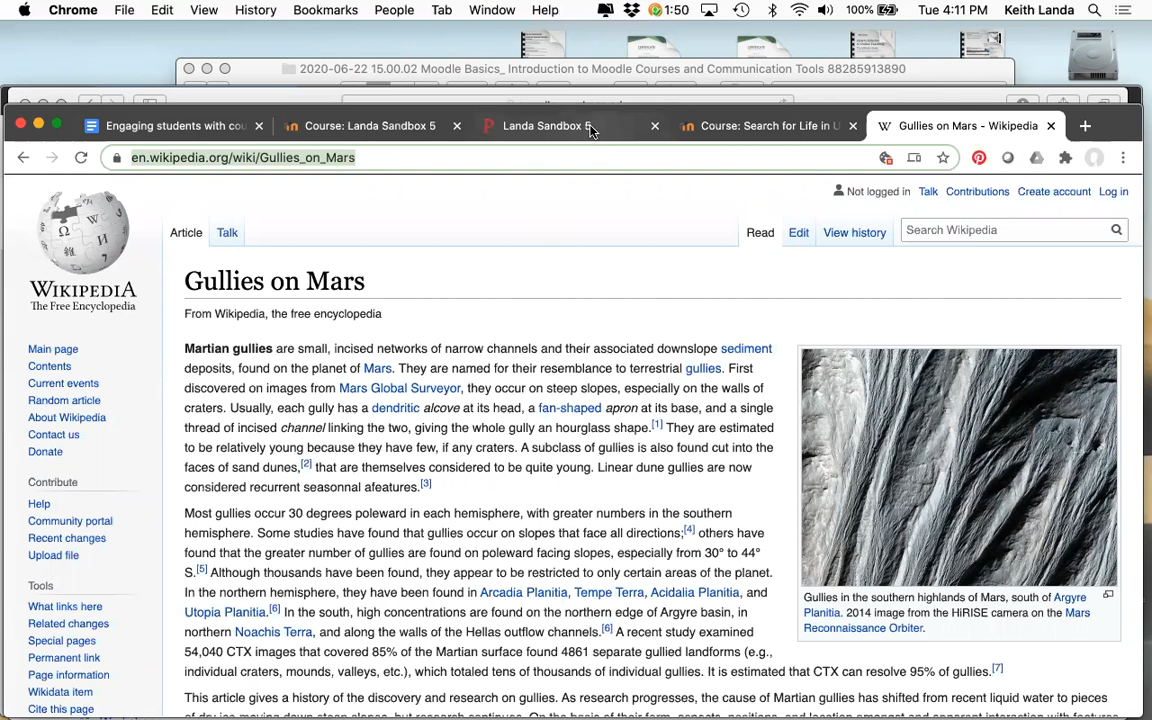 Chrome File Edit View History Bookmarks People Tab Window Help 1:50 100% Tue 4:11 PM Keith Landa
2020-06-22 15.00.02 Moodle Basics_ Introduction to Moodle Courses and Communication Tools 88285913890
Engaging students with cou Course: Landa Sandbox 5 Landa Sandbox 5 Course: Search for Life in U Gullies on Mars - Wikipedia
en.wikipedia.org/wiki/Gullies_on_Mars
Not logged in Talk Contributions Create account Log in
Article Talk Read Edit View history Search Wikipedia
WIKIPEDIA
The Free Encyclopedia
Main page
Contents
Current events
Random article
About Wikipedia
Contact us
Donate
Contribute
Help
Community portal
Recent changes
Upload file
Tools
What links here
Related changes
Special pages
Permanent link
Page information
Wikidata item
Cite this page
Gullies on Mars
From Wikipedia, the free encyclopedia
Martian gullies are small, incised networks of narrow channels and their associated downslope sediment
deposits, found on the planet of Mars. They are named for their resemblance to terrestrial gullies. First
discovered on images from Mars Global Surveyor, they occur on steep slopes, especially on the walls of
craters. Usually, each gully has a dendritic alcove at its head, a fan-shaped apron at its base, and a single
thread of incised channel linking the two, giving the whole gully an hourglass shape.[1] They are estimated
to be relatively young because they have few, if any craters. A subclass of gullies is also found cut into the
faces of sand dunes,[2] that are themselves considered to be quite young. Linear dune gullies are now
considered recurrent seasonnal afeatures.[3]
Most gullies occur 30 degrees poleward in each hemisphere, with greater numbers in the southern
hemisphere. Some studies have found that gullies occur on slopes that face all directions;[4] others have
found that the greater number of gullies are found on poleward facing slopes, especially from 30° to 44°
S.[5] Although thousands have been found, they appear to be restricted to only certain areas of the planet.
In the northern hemisphere, they have been found in Arcadia Planitia, Tempe Terra, Acidalia Planitia, and
Utopia Planitia.[6] In the south, high concentrations are found on the northern edge of Argyre basin, in
northern Noachis Terra, and along the walls of the Hellas outflow channels.[6] A recent study examined
54,040 CTX images that covered 85% of the Martian surface found 4861 separate gullied landforms (e.g.,
individual craters, mounds, valleys, etc.), which totaled tens of thousands of individual gullies. It is estimated that CTX can resolve 95% of gullies.[7]
This article gives a history of the discovery and research on gullies. As research progresses, the cause of Martian gullies has shifted from recent liquid water to pieces
Gullies in the southern highlands of Mars, south of Argyre
Planitia. 2014 image from the HiRISE camera on the Mars
Reconnaissance Orbiter.